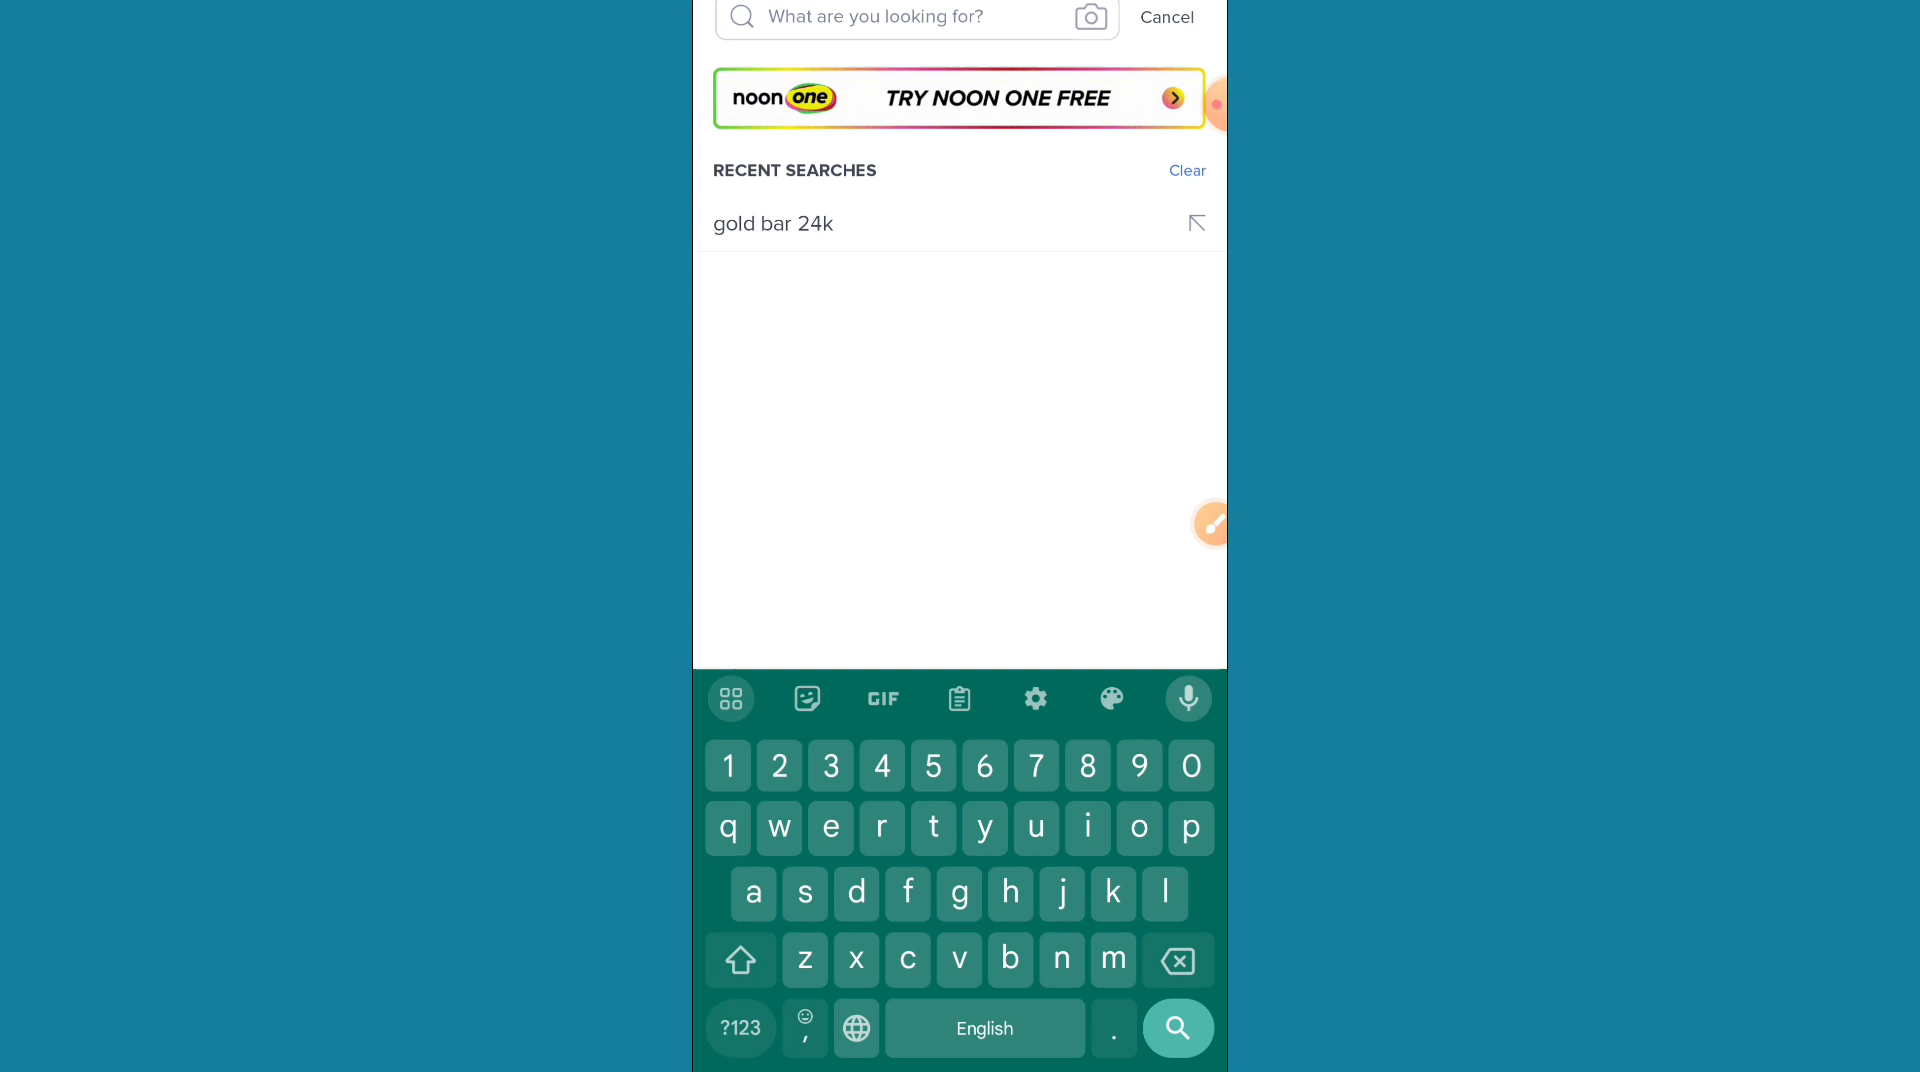 What are you looking for?
Cancel
noon one TRY NOON ONE FREE
RECENT SEARCHES
Clear
gold bar 24k
GIF
1 2 3 4 5 6 7 8 9 0
q w e r t y u i o p
a s d f g h j k l
z x c v b n m
?123 , English .